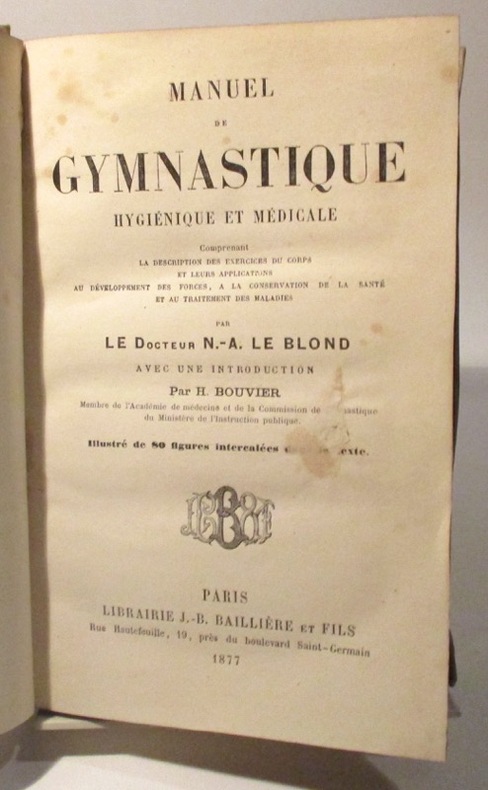 MANUEL
DE
GYMNASTIQUE
HYGIÉNIQUE ET MÉDICALE
Comprenant
LA DESCRIPTION DES EXERCICES DU CORPS
ET LEURS APPLICATIONS
AU DÉVELOPPEMENT DES FORCES, A LA CONSERVATION DE LA SANTÉ
ET AU TRAITEMENT DES MALADIES
PAR
LE DOCTEUR N.-A. LE BLOND
AVEC UNE INTRODUCTION
Par H. BOUVIER
Membre de l'Académie de médecine et de la Commission de
du Ministère de l'Instruction publique.
Illustré de 80 figures intercalées
PARIS
LIBRAIRIE J.-B. BAILLIÈRE ET FILS
Rue Hautefeuille, 19, près du boulevard Saint-Germain
1877